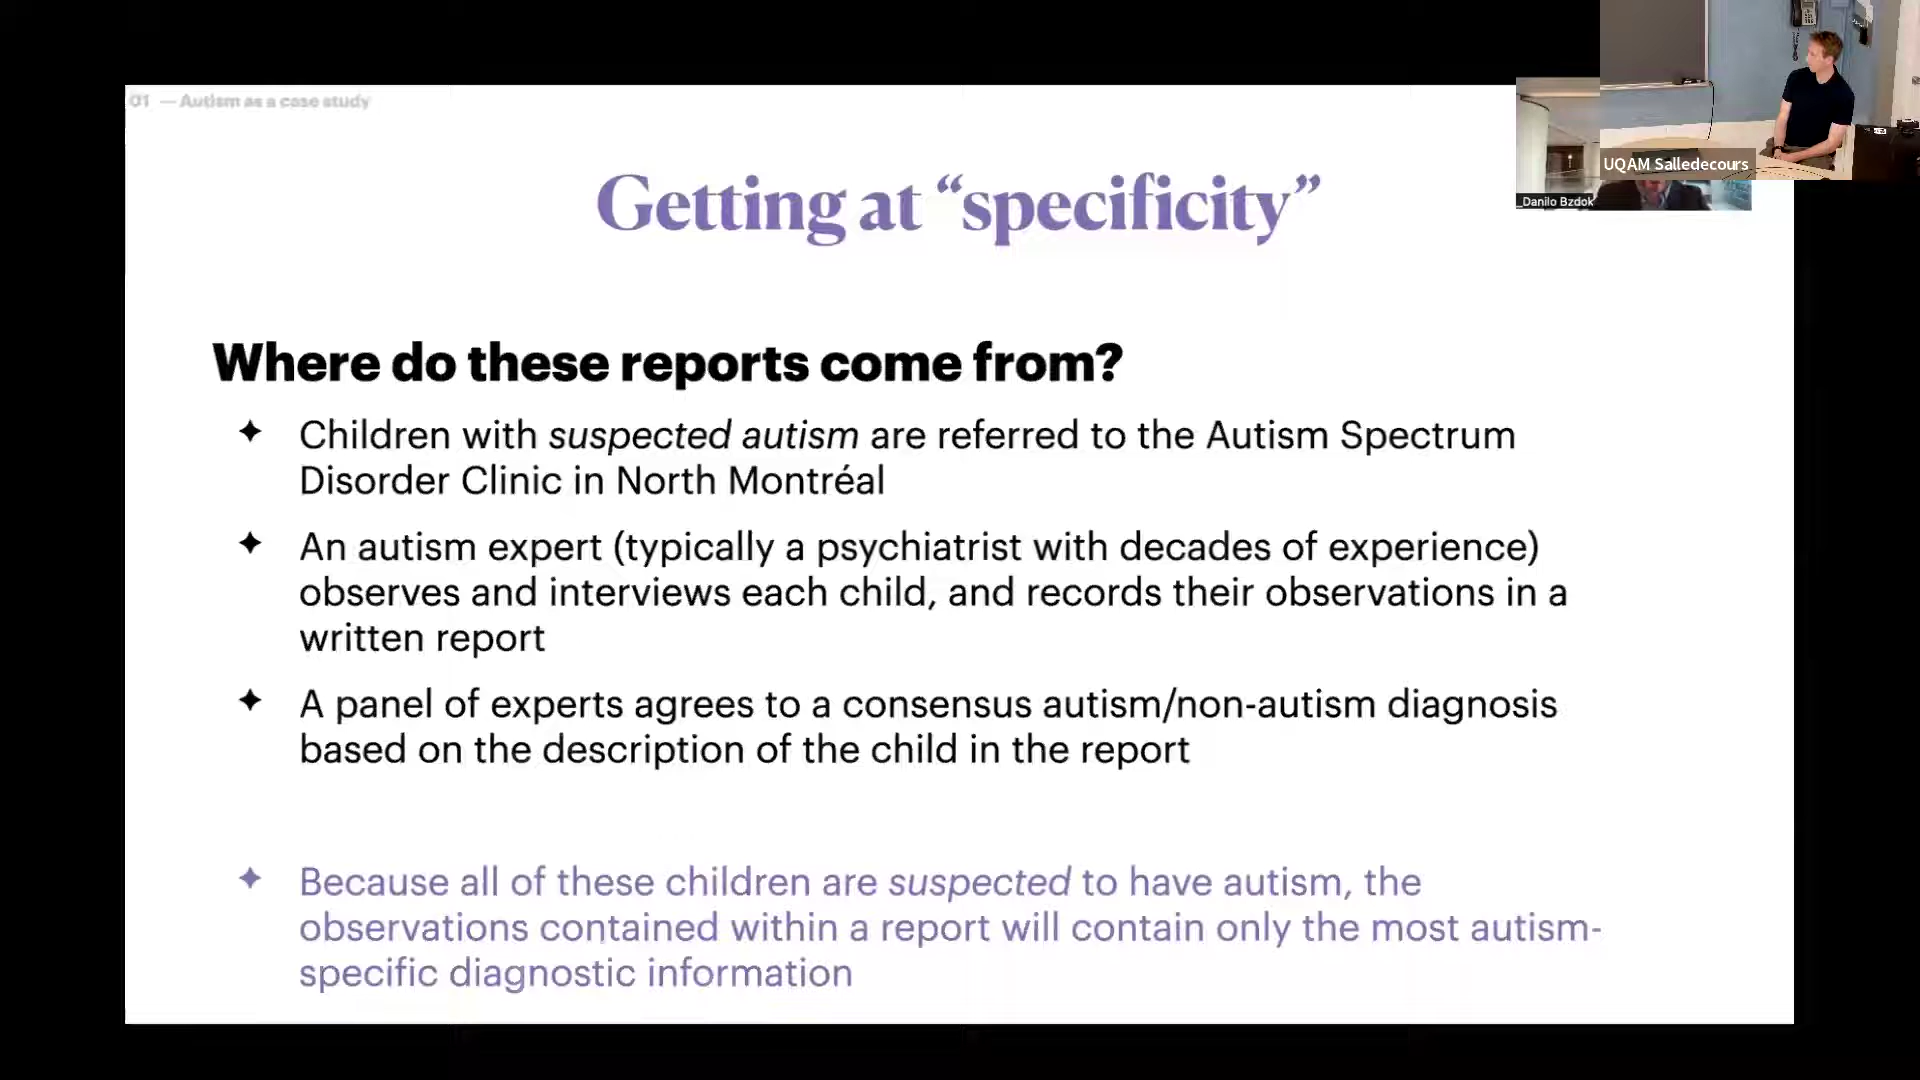 01 — Autism as a case study
UQAM Salledecours
_Danilo Bzdok
Getting at “specificity”
Where do these reports come from?
✦ Children with suspected autism are referred to the Autism Spectrum
Disorder Clinic in North Montréal
✦ An autism expert (typically a psychiatrist with decades of experience)
observes and interviews each child, and records their observations in a
written report
✦ A panel of experts agrees to a consensus autism/non-autism diagnosis
based on the description of the child in the report
✦ Because all of these children are suspected to have autism, the
observations contained within a report will contain only the most autism-
specific diagnostic information